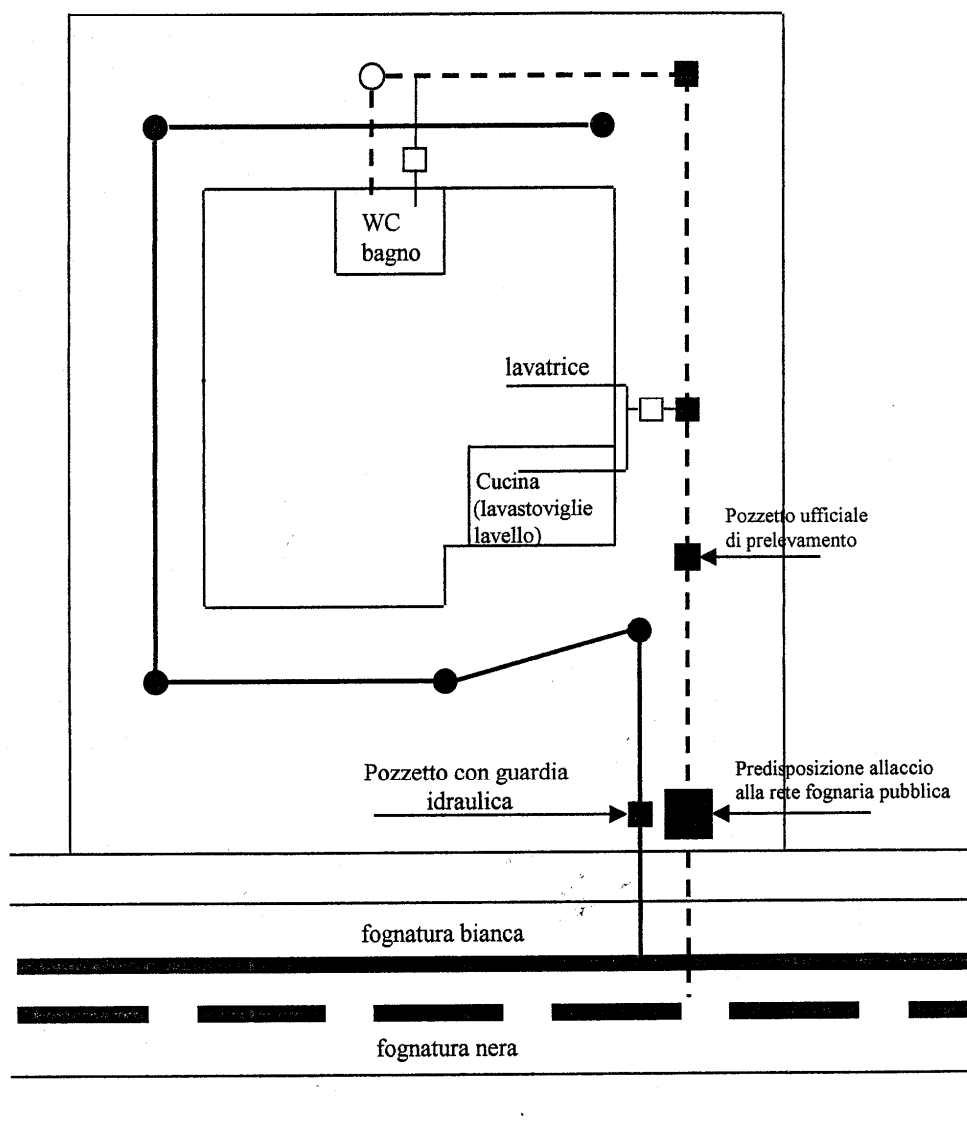 WC
bagno
lavatrice
Cucina
(lavastoviglie
lavello)
Pozzetto ufficiale
di prelevamento
Pozzetto con guardia
idraulica
Predisposizione allaccio
alla rete fognaria pubblica
fognatura bianca
fognatura nera